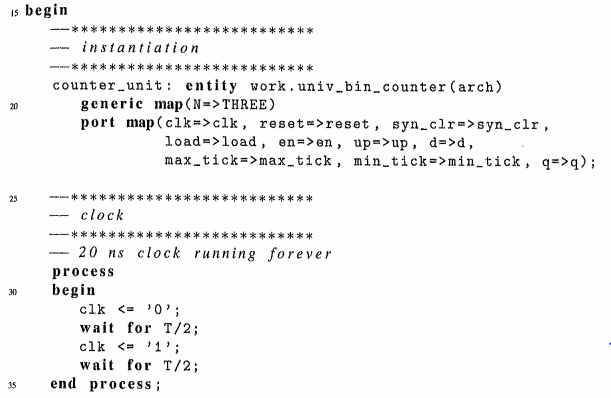 15 begin
--**************************
-- instantiation
--**************************
counter_unit: entity work.univ_bin_counter(arch)
20 generic map(N=>THREE)
port map(clk=>clk, reset=>reset, syn_clr=>syn_clr,
load=>load, en=>en, up=>up, d=>d,
max_tick=>max_tick, min_tick=>min_tick, q=>q);
25 --**************************
-- clock
--**************************
-- 20 ns clock running forever
process
30 begin
clk <= '0';
wait for T/2;
clk <= '1';
wait for T/2;
35 end process;